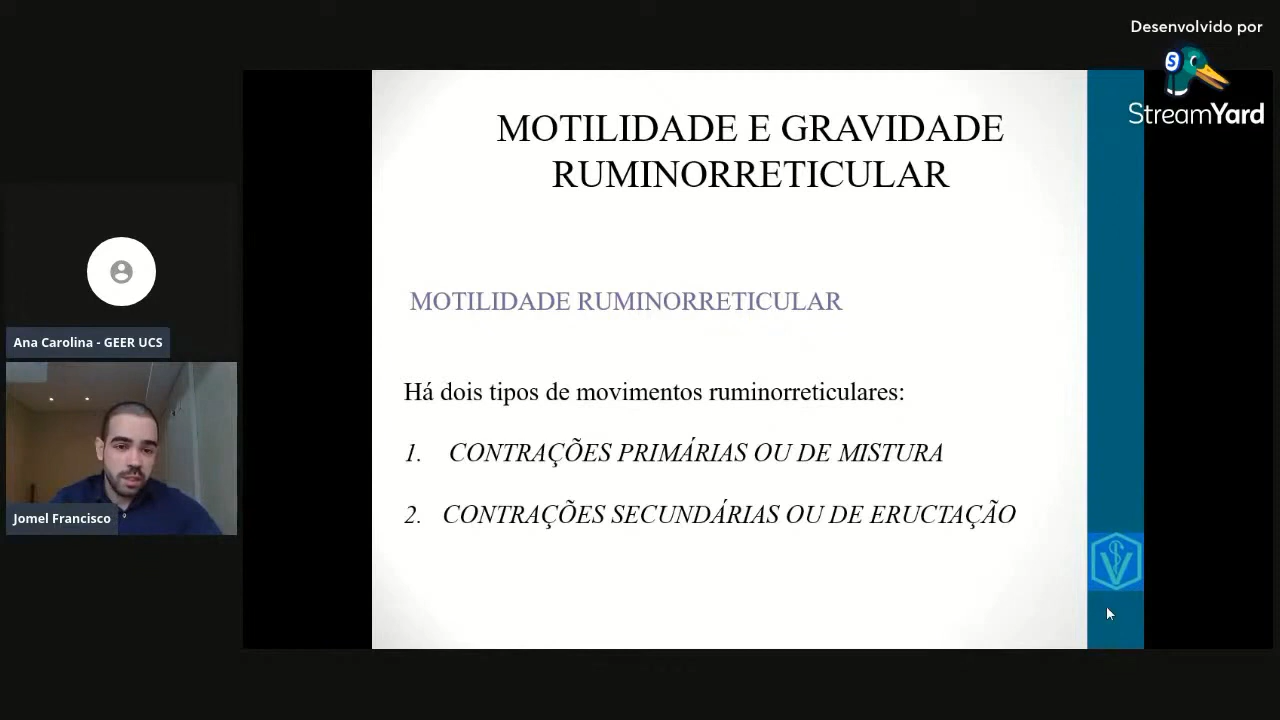 Desenvolvido por
S
StreamYard
MOTILIDADE E GRAVIDADE
RUMINORRETICULAR
MOTILIDADE RUMINORRETICULAR
Há dois tipos de movimentos ruminorreticulares:
1. CONTRAÇÕES PRIMÁRIAS OU DE MISTURA
2. CONTRAÇÕES SECUNDÁRIAS OU DE ERUCTAÇÃO
Ana Carolina - GEER UCS
Jomel Francisco
V